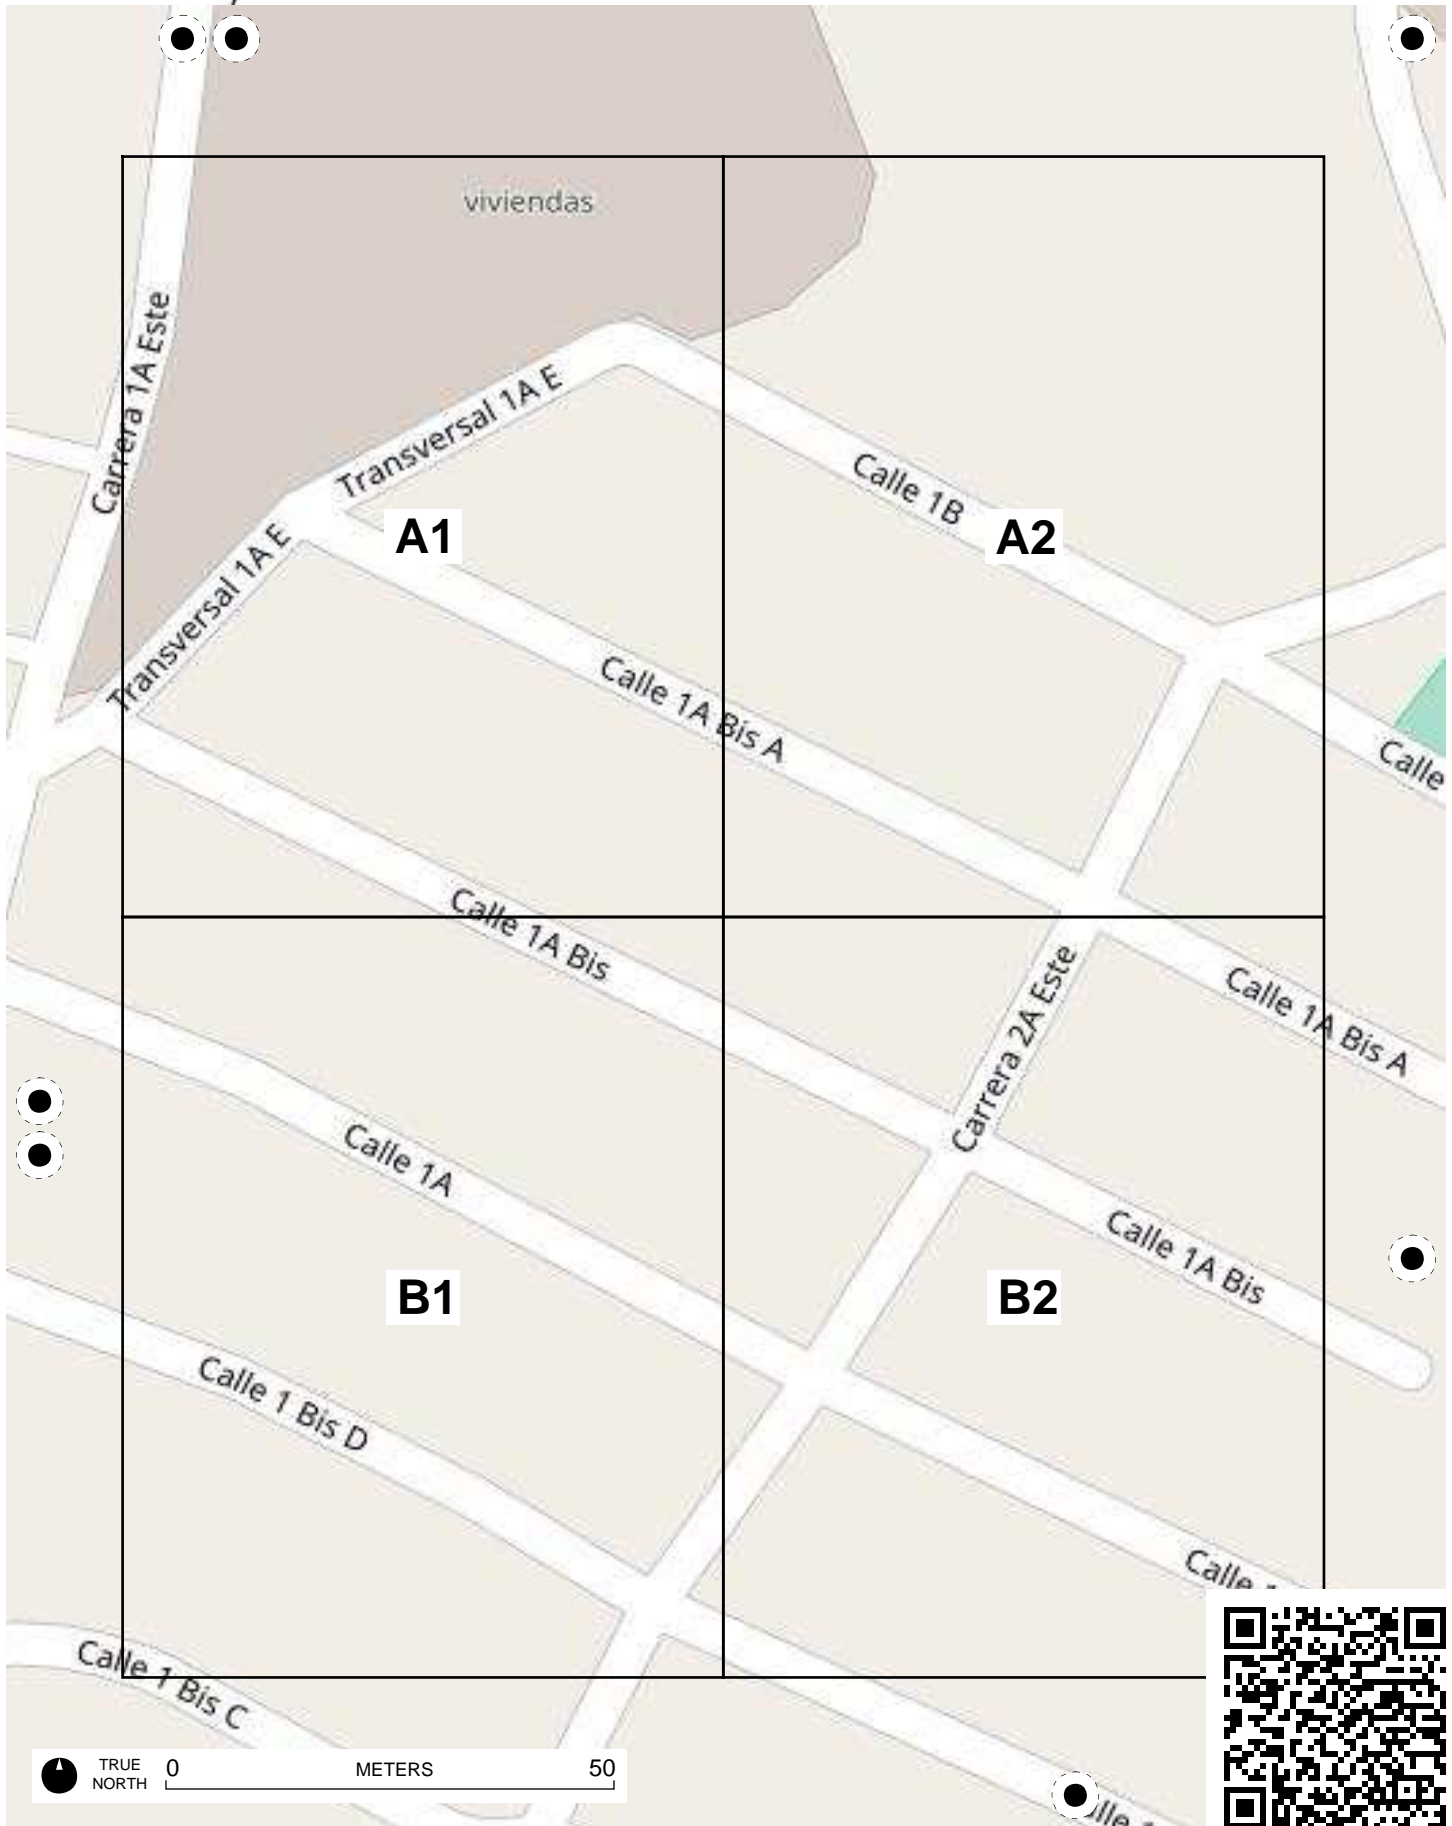 viviendas
Carrera 1A Este
Transversal 1A E
Calle 1B
A1
A2
Transversal 1A E
Calle 1A Bis A
Calle
Calle 1A Bis
Carrera 2A Este
Calle 1A Bis A
Calle 1A
Calle 1A Bis
B1
B2
Calle 1 Bis D
Calle
Calle 1 Bis C
TRUE
NORTH
0 METERS 50